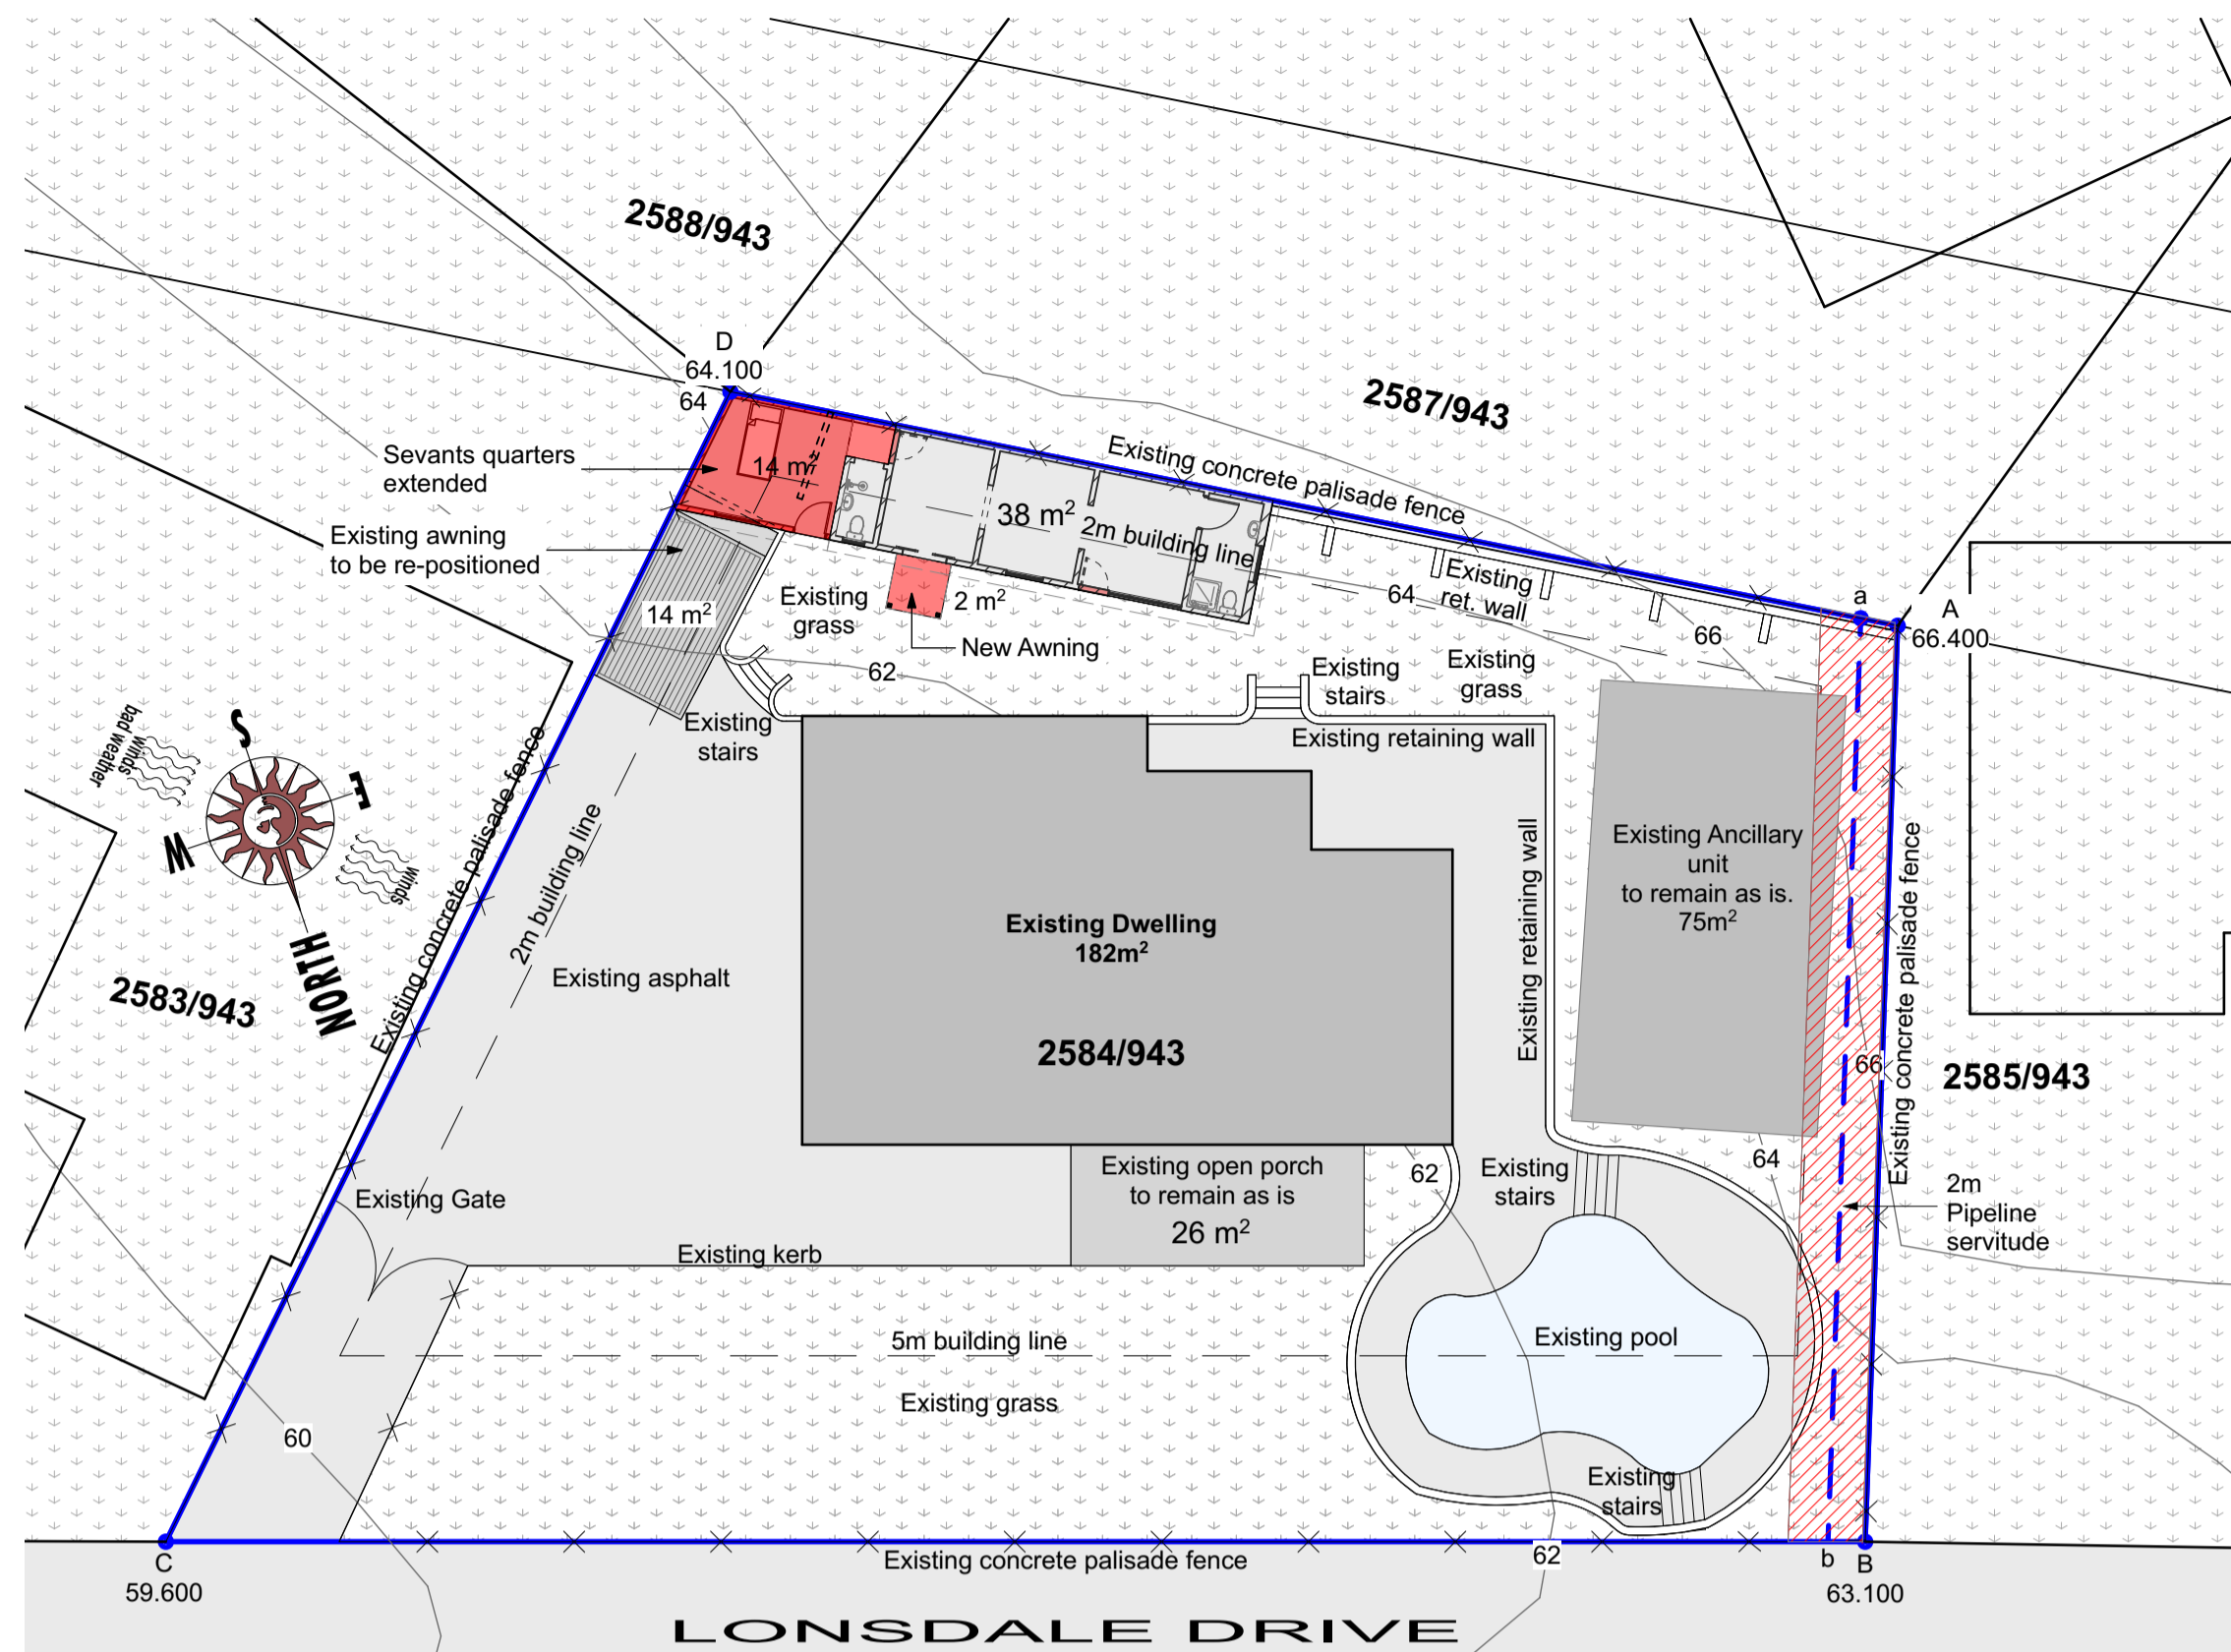 2588/943
D
64.100
64
2587/943
Sevants quarters
extended
Existing concrete palisade fence
14 m²
38 m²
2m building line
Existing awning
to be re-positioned
Existing
ret. wall
64
a
A
66.400
14 m²
Existing
grass
2 m²
New Awning
66
62
Existing
stairs
Existing
grass
Existing
stairs
Existing retaining wall
bad weather
winds
S
E
W
NORTH
winds
Existing concrete palisade fence
2m building line
2583/943
Existing asphalt
Existing Dwelling
182m²
2584/943
Existing retaining wall
Existing Ancillary
unit
to remain as is.
75m²
Existing concrete palisade fence
66
2585/943
Existing Gate
Existing open porch
to remain as is
26 m²
62
Existing
stairs
64
2m
Pipeline
servitude
Existing kerb
5m building line
Existing pool
Existing grass
60
Existing
stairs
C
59.600
Existing concrete palisade fence
62
b
B
63.100
LONSDALE DRIVE